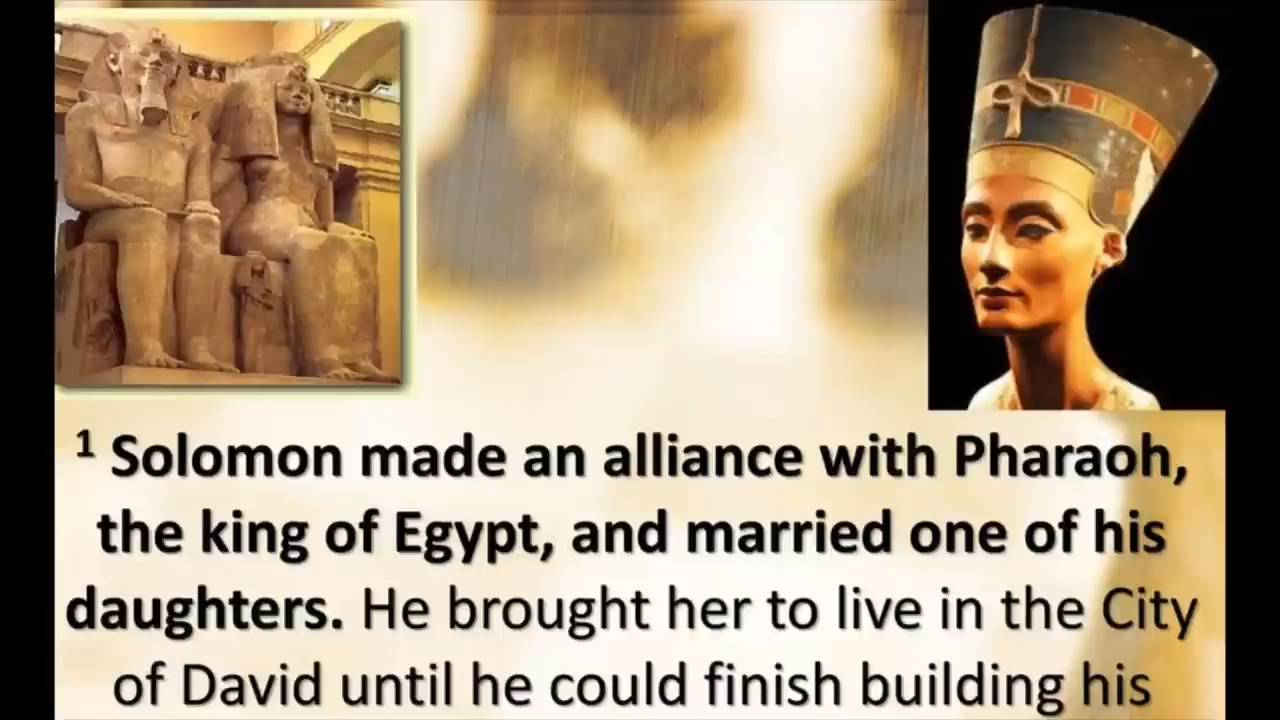 ¹ Solomon made an alliance with Pharaoh,
the king of Egypt, and married one of his
daughters. He brought her to live in the City
of David until he could finish building his